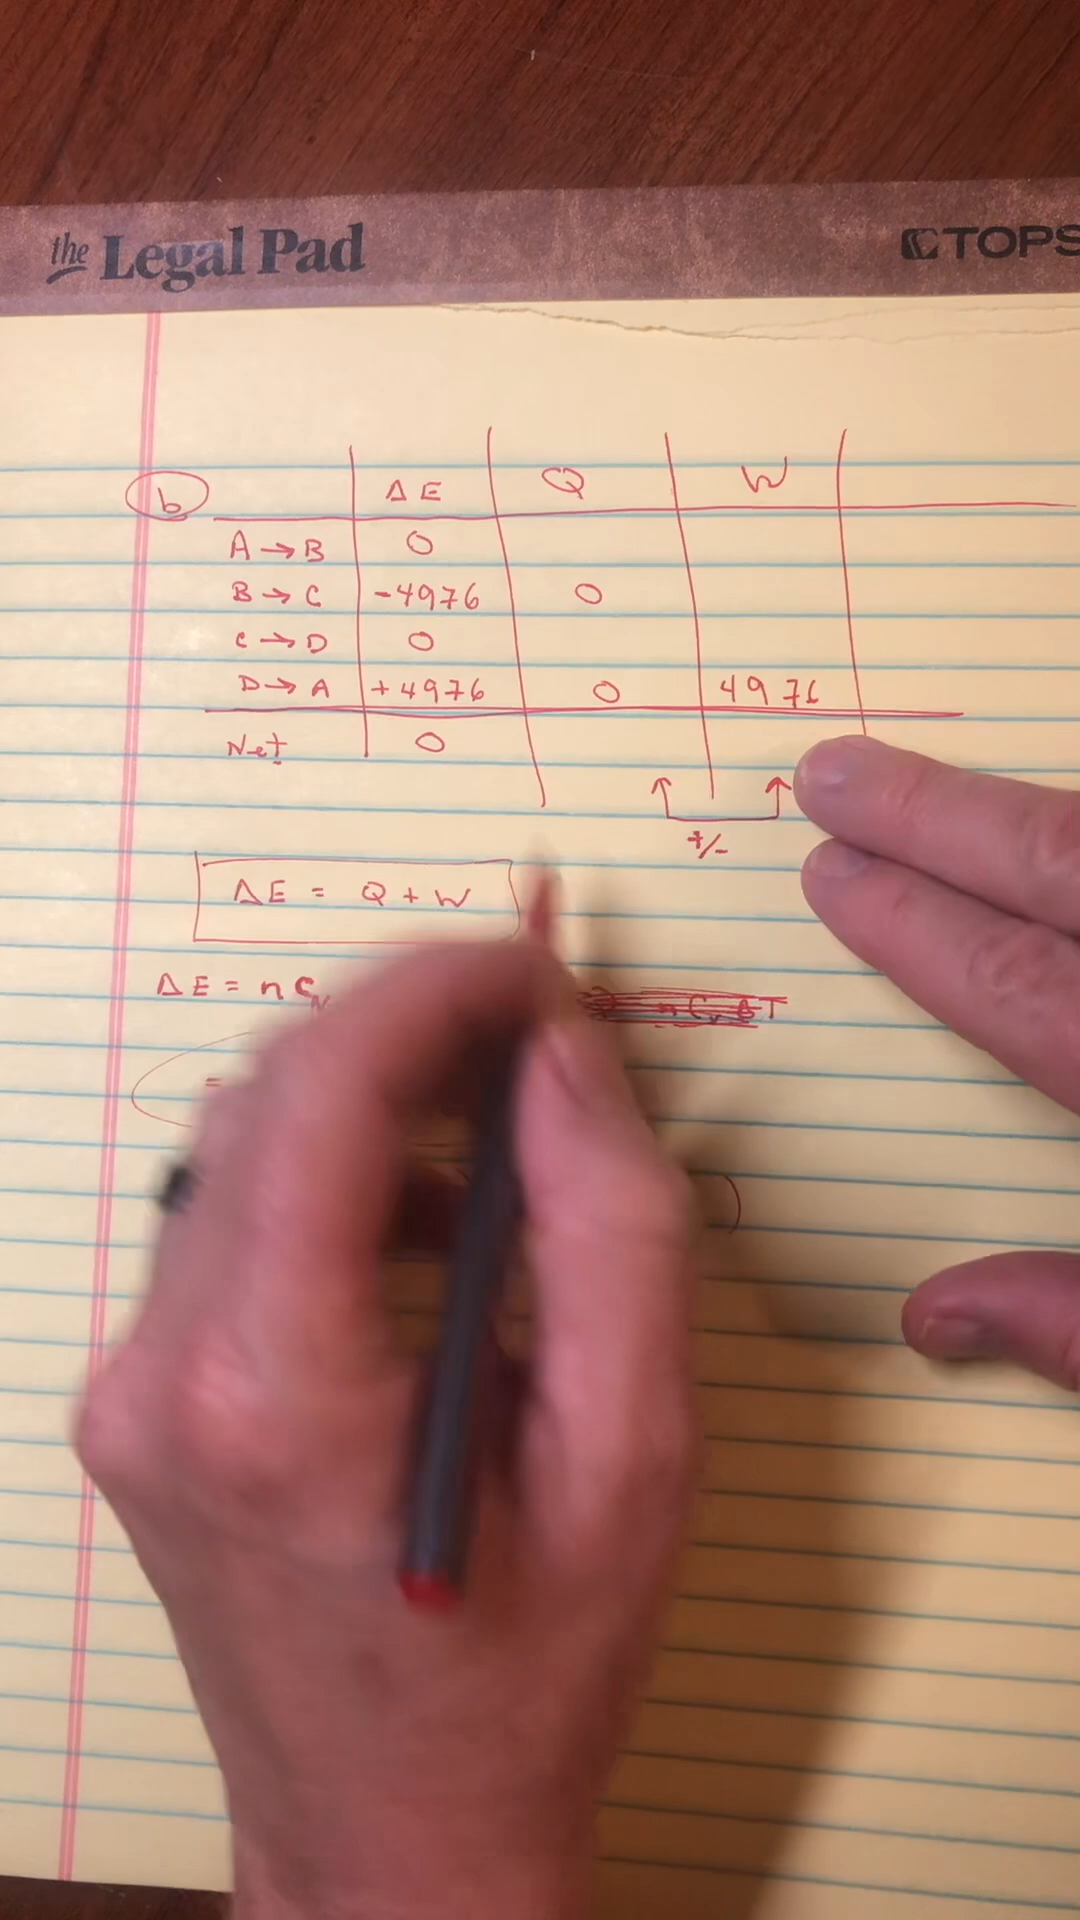 the Legal Pad TOPS
b ΔE Q W
A → B 0
B → C -4976 0
C → D 0
D → A +4976 0 4976
Net 0
+/-
ΔE = Q + W
ΔE = n C
=
)